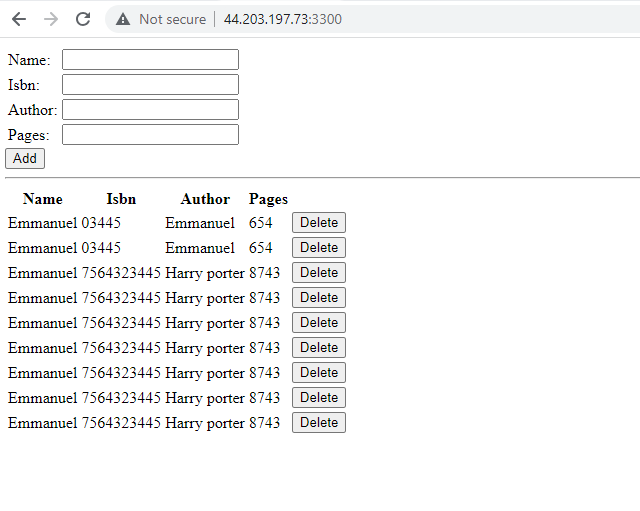 Not secure | 44.203.197.73:3300
Name:
Isbn:
Author:
Pages:
Add
Name Isbn Author Pages
Emmanuel 03445 Emmanuel 654 Delete
Emmanuel 03445 Emmanuel 654 Delete
Emmanuel 7564323445 Harry porter 8743 Delete
Emmanuel 7564323445 Harry porter 8743 Delete
Emmanuel 7564323445 Harry porter 8743 Delete
Emmanuel 7564323445 Harry porter 8743 Delete
Emmanuel 7564323445 Harry porter 8743 Delete
Emmanuel 7564323445 Harry porter 8743 Delete
Emmanuel 7564323445 Harry porter 8743 Delete